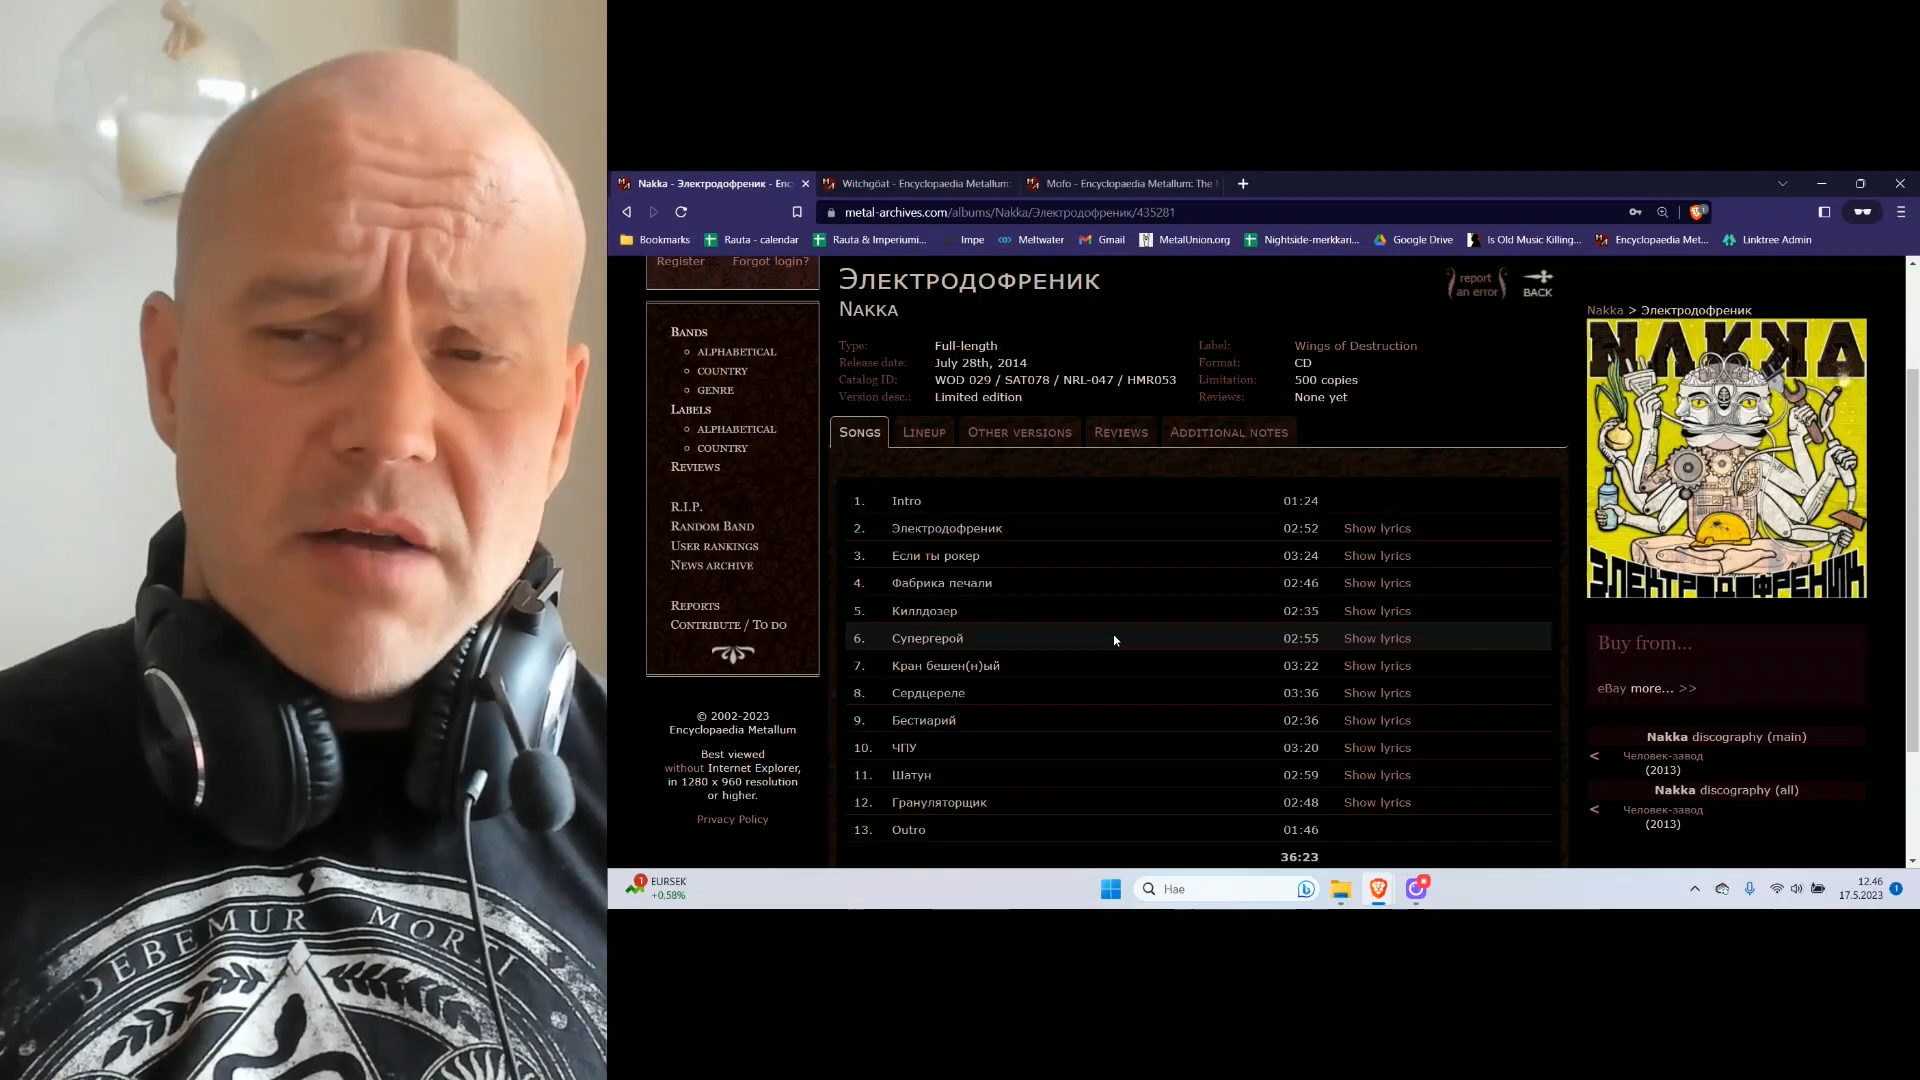 Nakka - Электродофреник - Enc
Witchgöat - Encyclopaedia Metallum:
Mofo - Encyclopaedia Metallum: The
metal-archives.com/albums/Nakka/Электродофреник/435281
Bookmarks
Rauta - calendar
Rauta & Imperiumi...
Impe
Meltwater
Gmail
MetalUnion.org
Nightside-merkkari...
Google Drive
Is Old Music Killing...
Encyclopaedia Met...
Linktree Admin
Register Forgot login?
BANDS
ALPHABETICAL
COUNTRY
GENRE
LABELS
ALPHABETICAL
COUNTRY
REVIEWS
R.I.P.
RANDOM BAND
USER RANKINGS
NEWS ARCHIVE
REPORTS
CONTRIBUTE / TO DO
© 2002-2023
Encyclopaedia Metallum
Best viewed
without Internet Explorer,
in 1280 x 960 resolution
or higher.
Privacy Policy
ЭЛЕКТРОДОФРЕНИК
NAKKA
report
an error
BACK
Type: Full-length
Release date: July 28th, 2014
Catalog ID: WOD 029 / SAT078 / NRL-047 / HMR053
Version desc.: Limited edition
Label: Wings of Destruction
Format: CD
Limitation: 500 copies
Reviews: None yet
SONGS LINEUP OTHER VERSIONS REVIEWS ADDITIONAL NOTES
1. Intro 01:24
2. Электродофреник 02:52 Show lyrics
3. Если ты рокер 03:24 Show lyrics
4. Фабрика печали 02:46 Show lyrics
5. Киллдозер 02:35 Show lyrics
6. Супергерой 02:55 Show lyrics
7. Кран бешен(н)ый 03:22 Show lyrics
8. Сердцереле 03:36 Show lyrics
9. Бестиарий 02:36 Show lyrics
10. ЧПУ 03:20 Show lyrics
11. Шатун 02:59 Show lyrics
12. Грануляторщик 02:48 Show lyrics
13. Outro 01:46
36:23
Nakka > Электродофреник
NAKKA
ЭЛЕКТРОДОФРЕНИК
Buy from...
eBay more... >>
Nakka discography (main)
< Человек-завод
(2013)
Nakka discography (all)
< Человек-завод
(2013)
1
EURSEK
+0,58%
Hae
12.46
17.5.2023
1
DEBEMUR MORTI